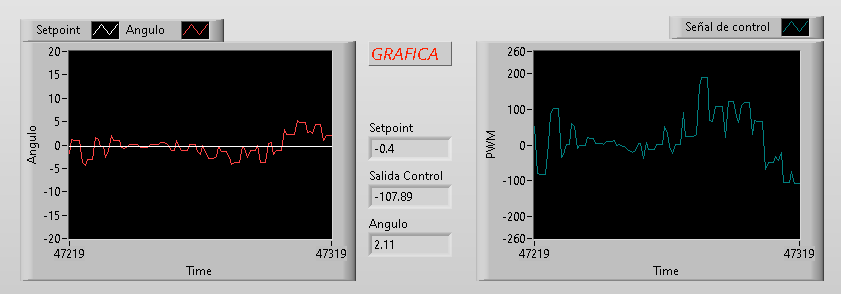 Setpoint Angulo
20
15
10
5
0
-5
-10
-15
-20
Angulo
47219 47319
Time
GRAFICA
Setpoint
-0.4
Salida Control
-107.89
Angulo
2.11
Señal de control
260
200
100
0
-100
-200
-260
PWM
47219 47319
Time